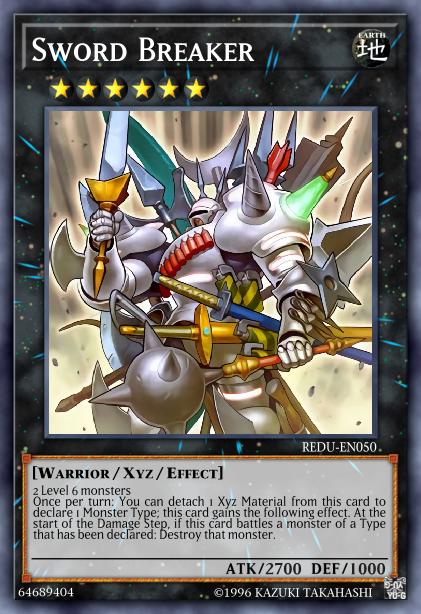 SWORD BREAKER
EARTH
地
REDU-EN050
[WARRIOR / XYZ / EFFECT]
2 Level 6 monsters
Once per turn: You can detach 1 Xyz Material from this card to
declare 1 Monster Type; this card gains the following effect. At the
start of the Damage Step, if this card battles a monster of a Type
that has been declared: Destroy that monster.
ATK/2700 DEF/1000
64689404
©1996 KAZUKI TAKAHASHI